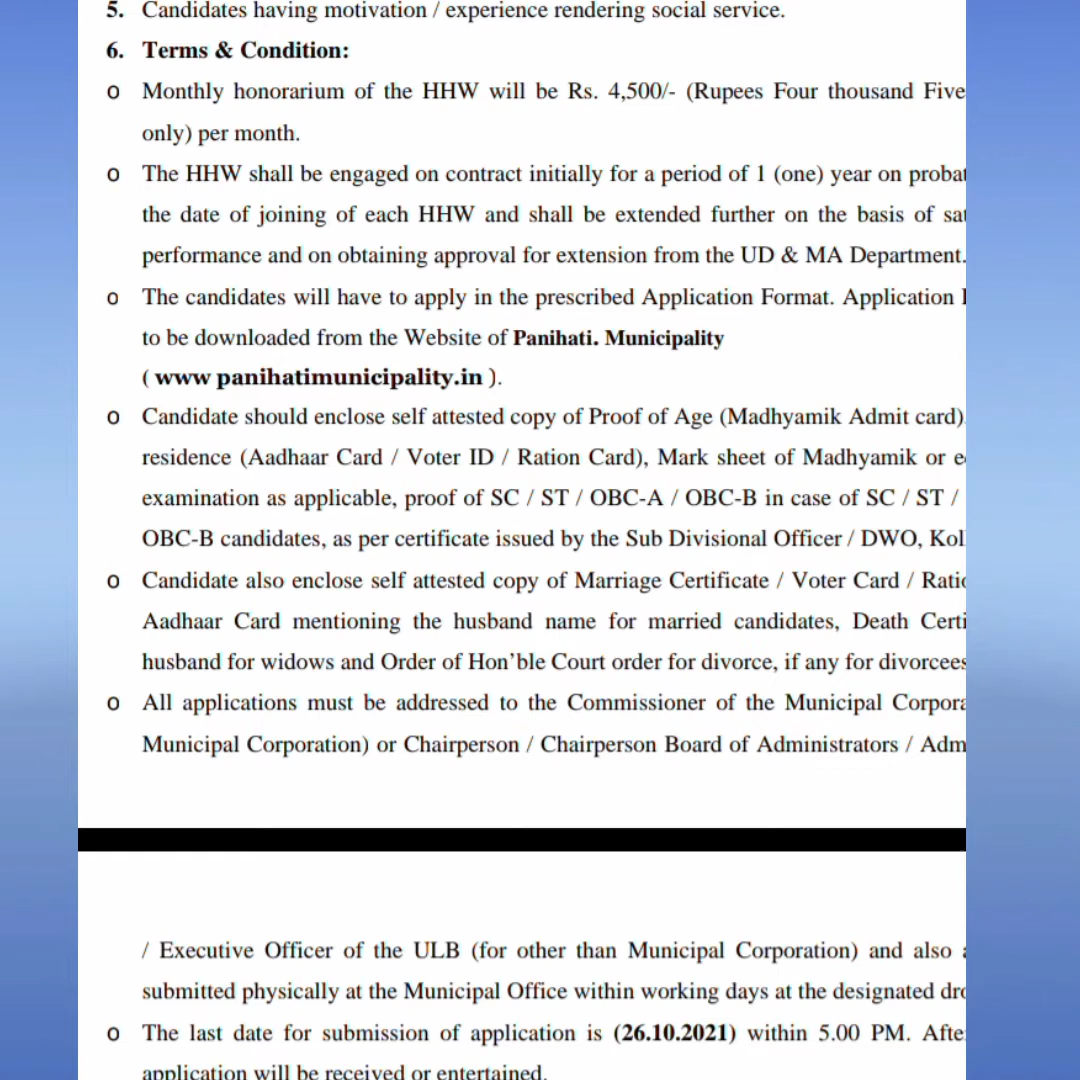 5. Candidates having motivation / experience rendering social service.
6. Terms & Condition:
o Monthly honorarium of the HHW will be Rs. 4,500/- (Rupees Four thousand Five
only) per month.
o The HHW shall be engaged on contract initially for a period of 1 (one) year on
the date of joining of each HHW and shall be extended further on the basis of
performance and on obtaining approval for extension from the UD & MA Department.
o The candidates will have to apply in the prescribed Application Format. Application
to be downloaded from the Website of Panihati. Municipality
( www panihatimunicipality.in ).
o Candidate should enclose self attested copy of Proof of Age (Madhyamik Admit card)
residence (Aadhaar Card / Voter ID / Ration Card), Mark sheet of Madhyamik or
examination as applicable, proof of SC / ST / OBC-A / OBC-B in case of SC / ST /
OBC-B candidates, as per certificate issued by the Sub Divisional Officer / DWO,
o Candidate also enclose self attested copy of Marriage Certificate / Voter Card /
Aadhaar Card mentioning the husband name for married candidates, Death
husband for widows and Order of Hon'ble Court order for divorce, if any for divorcees
o All applications must be addressed to the Commissioner of the Municipal
Municipal Corporation) or Chairperson / Chairperson Board of Administrators /
/ Executive Officer of the ULB (for other than Municipal Corporation) and also
submitted physically at the Municipal Office within working days at the designated
o The last date for submission of application is (26.10.2021) within 5.00 PM.
application will be received or entertained.